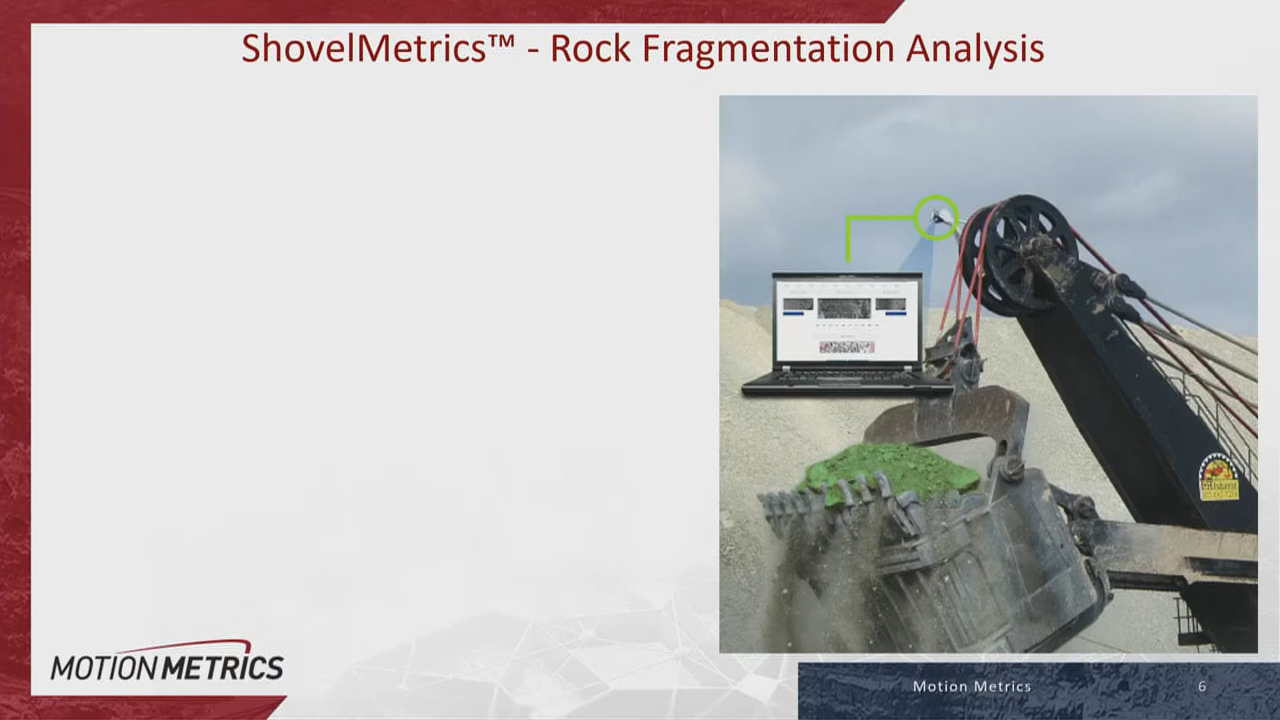 ShovelMetrics™ - Rock Fragmentation Analysis
MOTION METRICS
Motion Metrics
6